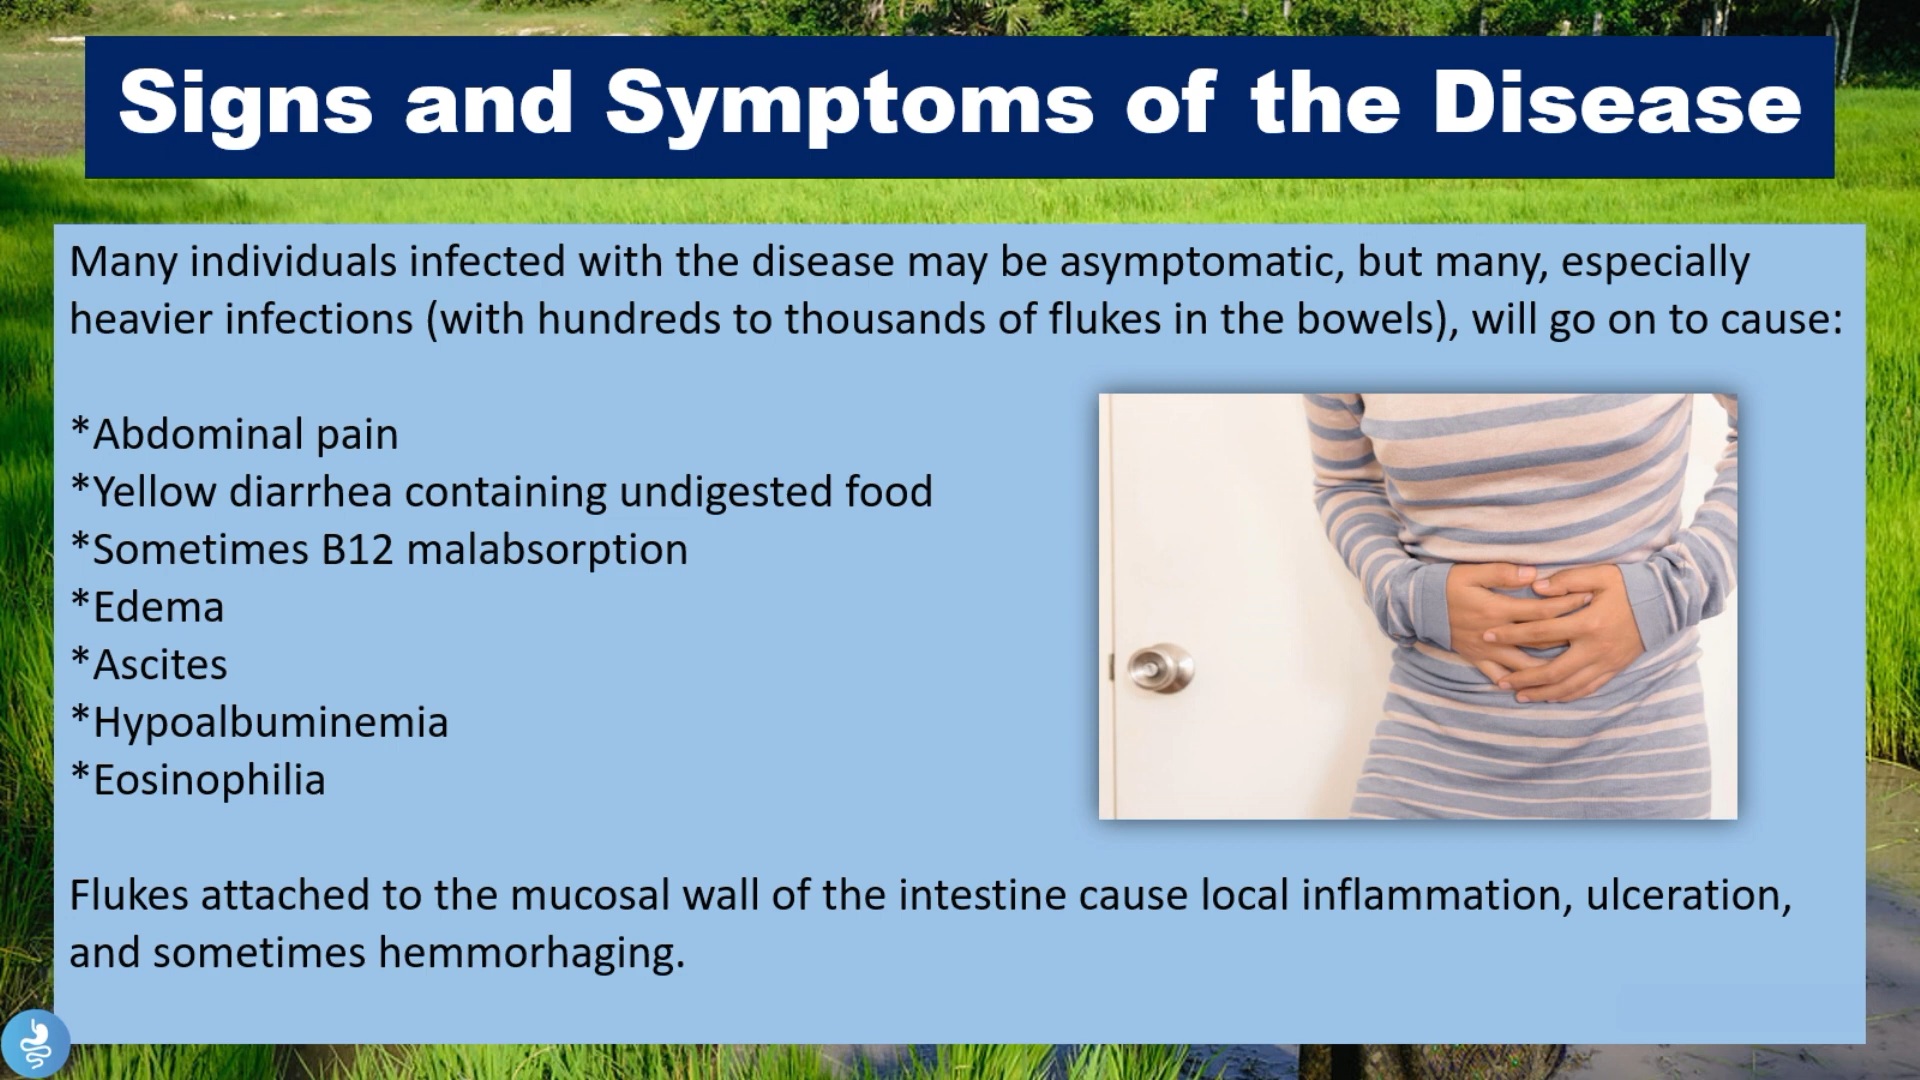 Signs and Symptoms of the Disease
Many individuals infected with the disease may be asymptomatic, but many, especially
heavier infections (with hundreds to thousands of flukes in the bowels), will go on to cause:
*Abdominal pain
*Yellow diarrhea containing undigested food
*Sometimes B12 malabsorption
*Edema
*Ascites
*Hypoalbuminemia
*Eosinophilia
Flukes attached to the mucosal wall of the intestine cause local inflammation, ulceration,
and sometimes hemmorhaging.